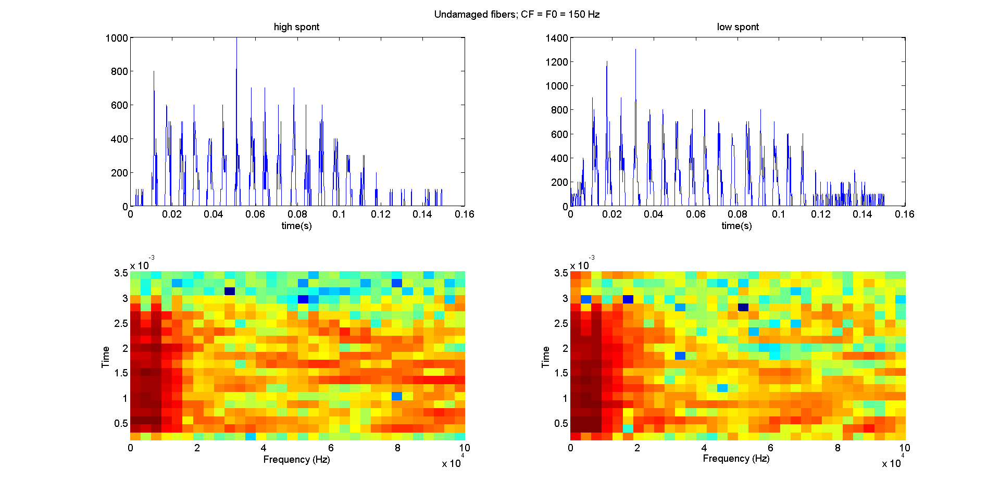 Undamaged fibers; CF = F0 = 150 Hz
high spont
1000
800
600
400
200
0
0 0.02 0.04 0.06 0.08 0.1 0.12 0.14 0.16
time(s)
low spont
1400
1200
1000
800
600
400
200
0
0 0.02 0.04 0.06 0.08 0.1 0.12 0.14 0.16
time(s)
x 10-3
3.5
3
2.5
2
1.5
1
0.5
Time
0 2 4 6 8 10
Frequency (Hz)
x 10 4
x 10-3
3.5
3
2.5
2
1.5
1
0.5
Time
0 2 4 6 8 10
Frequency (Hz)
x 10 4